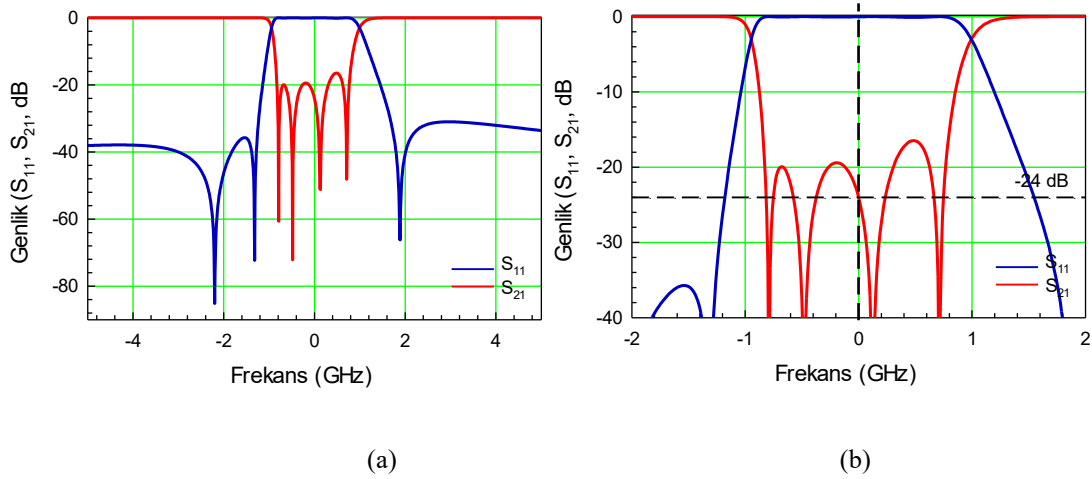 0
-20
-40
-60
-80
Genlik (S11, S21, dB
-4 -2 0 2 4
Frekans (GHz)
S11
S21
(a)
0
-10
-20
-30
-40
Genlik (S11, S21, dB
-24 dB
-2 -1 0 1 2
Frekans (GHz)
S11
S21
(b)